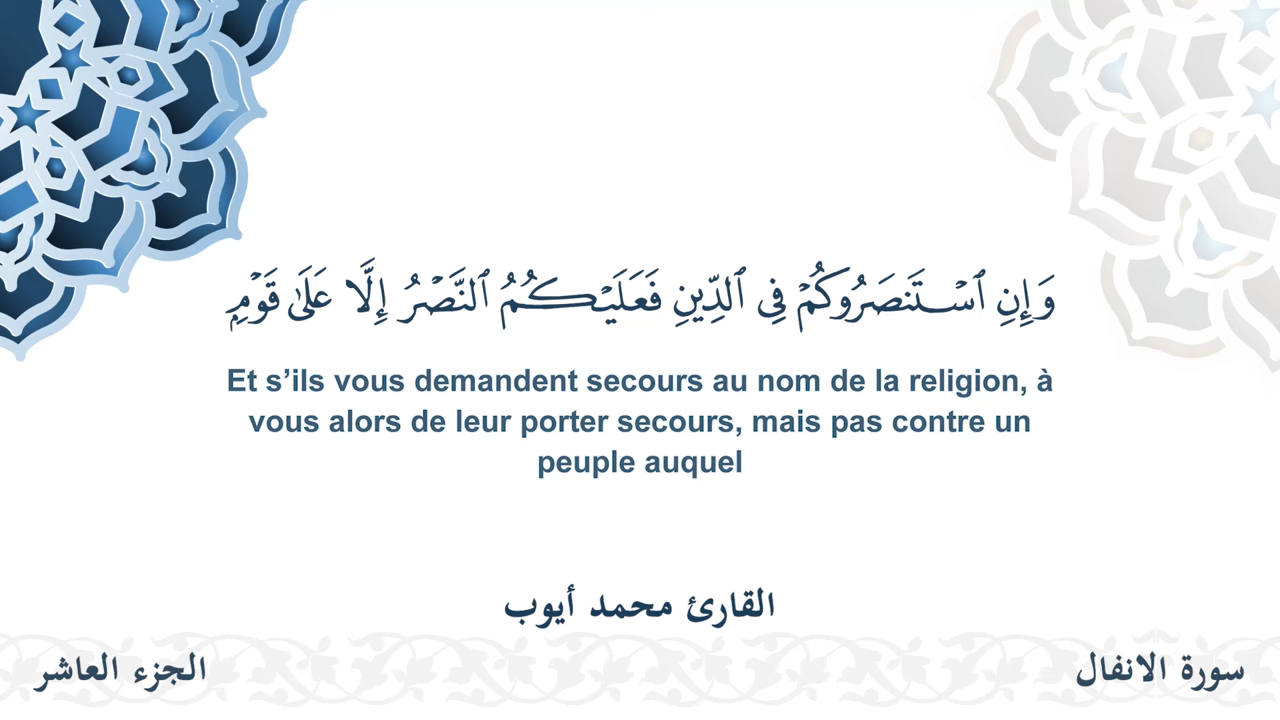 وَإِنِ ٱسْتَنصَرُوكُمْ فِى ٱلدِّينِ فَعَلَيْكُمُ ٱلنَّصْرُ إِلَّا عَلَىٰ قَوْمٍ
Et s’ils vous demandent secours au nom de la religion, à
vous alors de leur porter secours, mais pas contre un
peuple auquel
القارئ محمد أيوب
سورة الانفال
الجزء العاشر